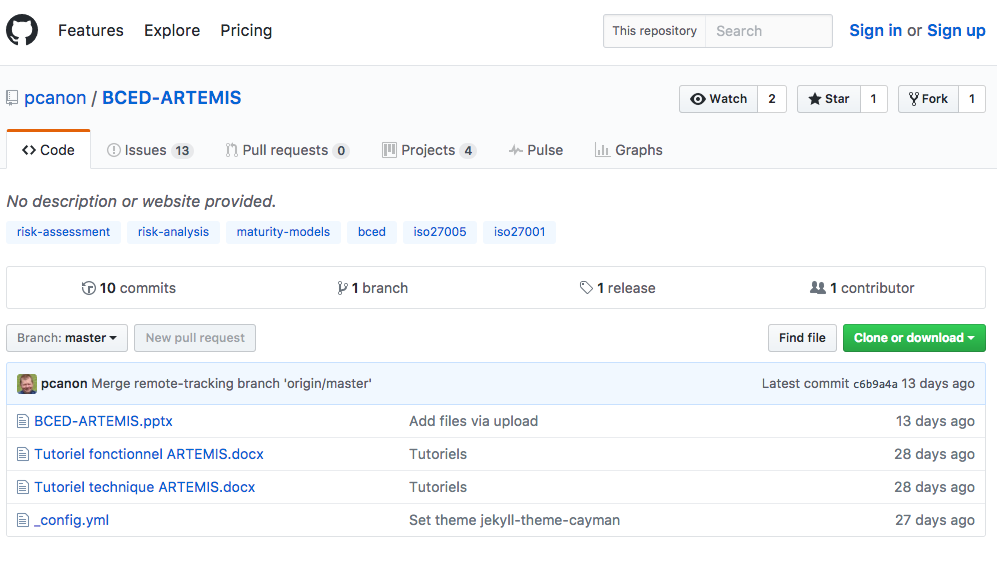 Features Explore Pricing This repository Search Sign in or Sign up
pcanon / BCED-ARTEMIS Watch 2 Star 1 Fork 1
Code Issues 13 Pull requests 0 Projects 4 Pulse Graphs
No description or website provided.
risk-assessment risk-analysis maturity-models bced iso27005 iso27001
10 commits 1 branch 1 release 1 contributor
Branch: master New pull request Find file Clone or download
pcanon Merge remote-tracking branch 'origin/master' Latest commit c6b9a4a 13 days ago
BCED-ARTEMIS.pptx Add files via upload 13 days ago
Tutoriel fonctionnel ARTEMIS.docx Tutoriels 28 days ago
Tutoriel technique ARTEMIS.docx Tutoriels 28 days ago
_config.yml Set theme jekyll-theme-cayman 27 days ago